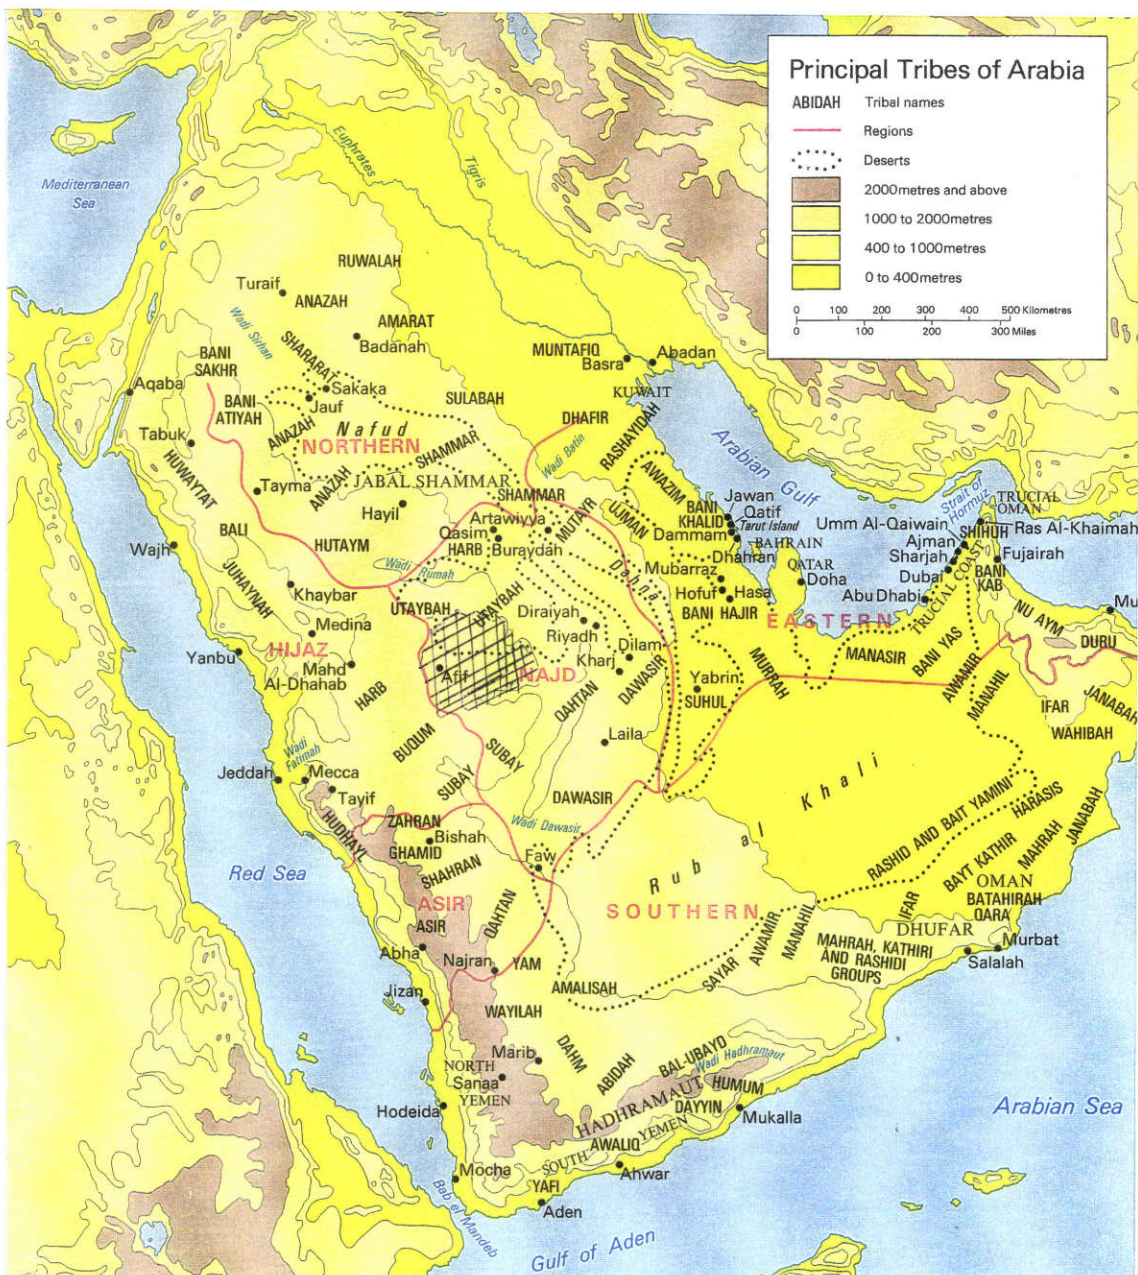 Principal Tribes of Arabia
ABIDAH Tribal names
Regions
Deserts
2000metres and above
1000 to 2000metres
400 to 1000metres
0 to 400metres
0 100 200 300 400 500 Kilometres
0 100 200 300 Miles
Mediterranean
Sea
Euphrates
Tigris
RUWALAH
Turaif
ANAZAH
AMARAT
Badanah
Wadi Sirhan
SHARARAT
BANI
SAKHR
Aqaba
Sakaka
Jauf
BANI
ATIYAH
ANAZAH
Nafud
NORTHERN
SULABAH
MUNTAFIQ
Basra
Abadan
KUWAIT
DHAFIR
Tabuk
HUWAYTAT
Tayma
ANAZAH
SHAMMAR
JABAL SHAMMAR
Hayil
SHAMMAR
Wadi Batin
RASHAYIDAH
AWAZIM
Arabian Gulf
Strait of
Hormuz
TRUCIAL
OMAN
Artawiyya
Qasim
HARB
Buraydah
MUTAYR
UJMAN
BANI
KHALID
Jawan
Qatif
Tarut Island
Dammam
Dhahran
BAHRAIN
QATAR
Doha
Umm Al-Qaiwain
Ajman
Sharjah
Dubai
Abu Dhabi
SHIHUH
Ras Al-Khaimah
Fujairah
BANI
KAB
TRUCIAL COAST
BALI
Wajh
HUTAYM
Wadi Rumah
JUHAYNAH
Khaybar
UTAYBAH
UTAYBAH
Dahna
Mubarraz
Hofuf
Hasa
BANI HAJIR
EASTERN
NU AYM
Mu
DURU
Diraiyah
Riyadh
Dilam
Kharj
Medina
HIJAZ
Yanbu
Mahd
Al-Dhahab
Afif
NAJD
QAHTAN
DAWASIR
Yabrin
SUHUL
MURRAH
MANASIR
BANI YAS
AWAMIR
MANAHIL
IFAR
JANABAH
WAHIBAH
HARB
BUQUM
SUBAY
SUBAY
Laila
Wadi
Fatimah
Jeddah
Mecca
Tayif
HUDHAYL
ZAHRAN
Bishah
GHAMID
SHAHRAN
DAWASIR
Wadi Dawasir
Faw
Rub al Khali
RASHID AND BAIT YAMINI
HARASIS
BAYT KATHIR
MAHRAH
JANABAH
Red Sea
ASIR
ASIR
QAHTAN
SOUTHERN
OMAN
BATAHIRAH
QARA
IFAR
DHUFAR
Murbat
Salalah
Abha
Najran
YAM
AMALISAH
SAYAR
AWAMIR
MANAHIL
MAHRAH, KATHIRI
AND RASHIDI
GROUPS
Jizan
WAYILAH
Marib
DAHM
ABIDAH
BAL-UBAYD
Wadi Hadhramaut
NORTH
Sanaa
YEMEN
Hodeida
HADHRAMAUT
HUMUM
DAYYIN
Mukalla
AWALIQ
SOUTH YEMEN
Ahwar
Mocha
YAFI
Aden
Bab el Mandeb
Gulf of Aden
Arabian Sea